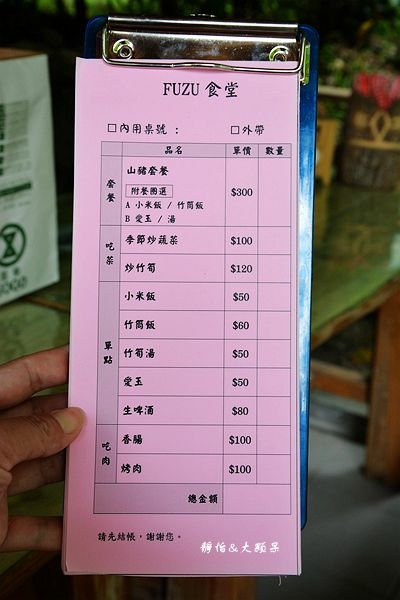 FUZU 食堂
□內用桌號： □外帶
品名 單價 數量
套餐
山豬套餐 $300
附餐圈選
A 小米飯 / 竹筒飯
B 愛玉 / 湯
吃菜
季節炒蔬菜 $100
炒竹筍 $120
單點
小米飯 $50
竹筒飯 $60
竹筍湯 $50
愛玉 $50
生啤酒 $80
吃肉
香腸 $100
烤肉 $100
總金額
請先結帳，謝謝您。
靜怡&大顆呆